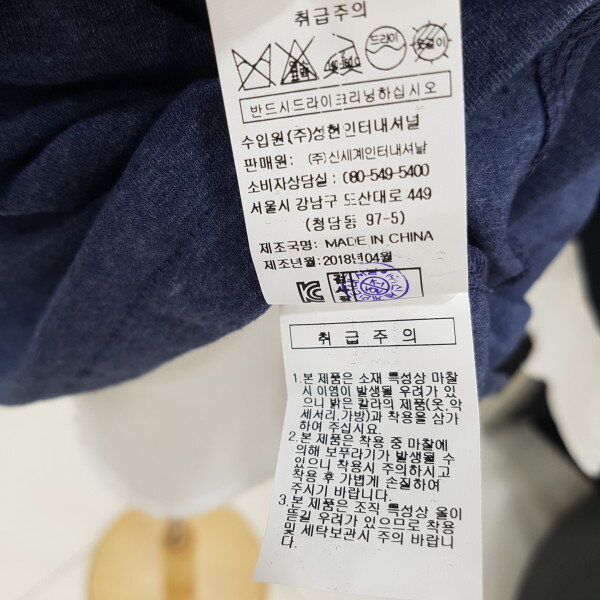 취급주의
드라이
옷걸이
반드시드라이크리닝하십시오
수입원 (주)성현인터내셔널
판매원 : (주)신세계인터내셔날
소비자상담실 : 080-549-5400
서울시 강남구 도산대로 449
(청담동 97-5)
제조국명: MADE IN CHINA
제조년월: 2018년04월
검사필
취 급 주 의
1.본 제품은 소재 특성상 마찰
시 이염이 발생될 우려가 있
으니 밝은 칼라의 제품(옷,악
세서리,가방)과 착용을 삼가
하여 주십시요.
2.본 제품은 착용 중 마찰에
의해 보푸라기가 발생될 수
있으니 착용시 주의하시고
착용 후 가볍게 손질하여
주시기 바랍니다.
3.본 제품은 조직 특성상 올이
뜯길 우려가 있으므로 착용
및 세탁보관시 주의 바랍니
다.